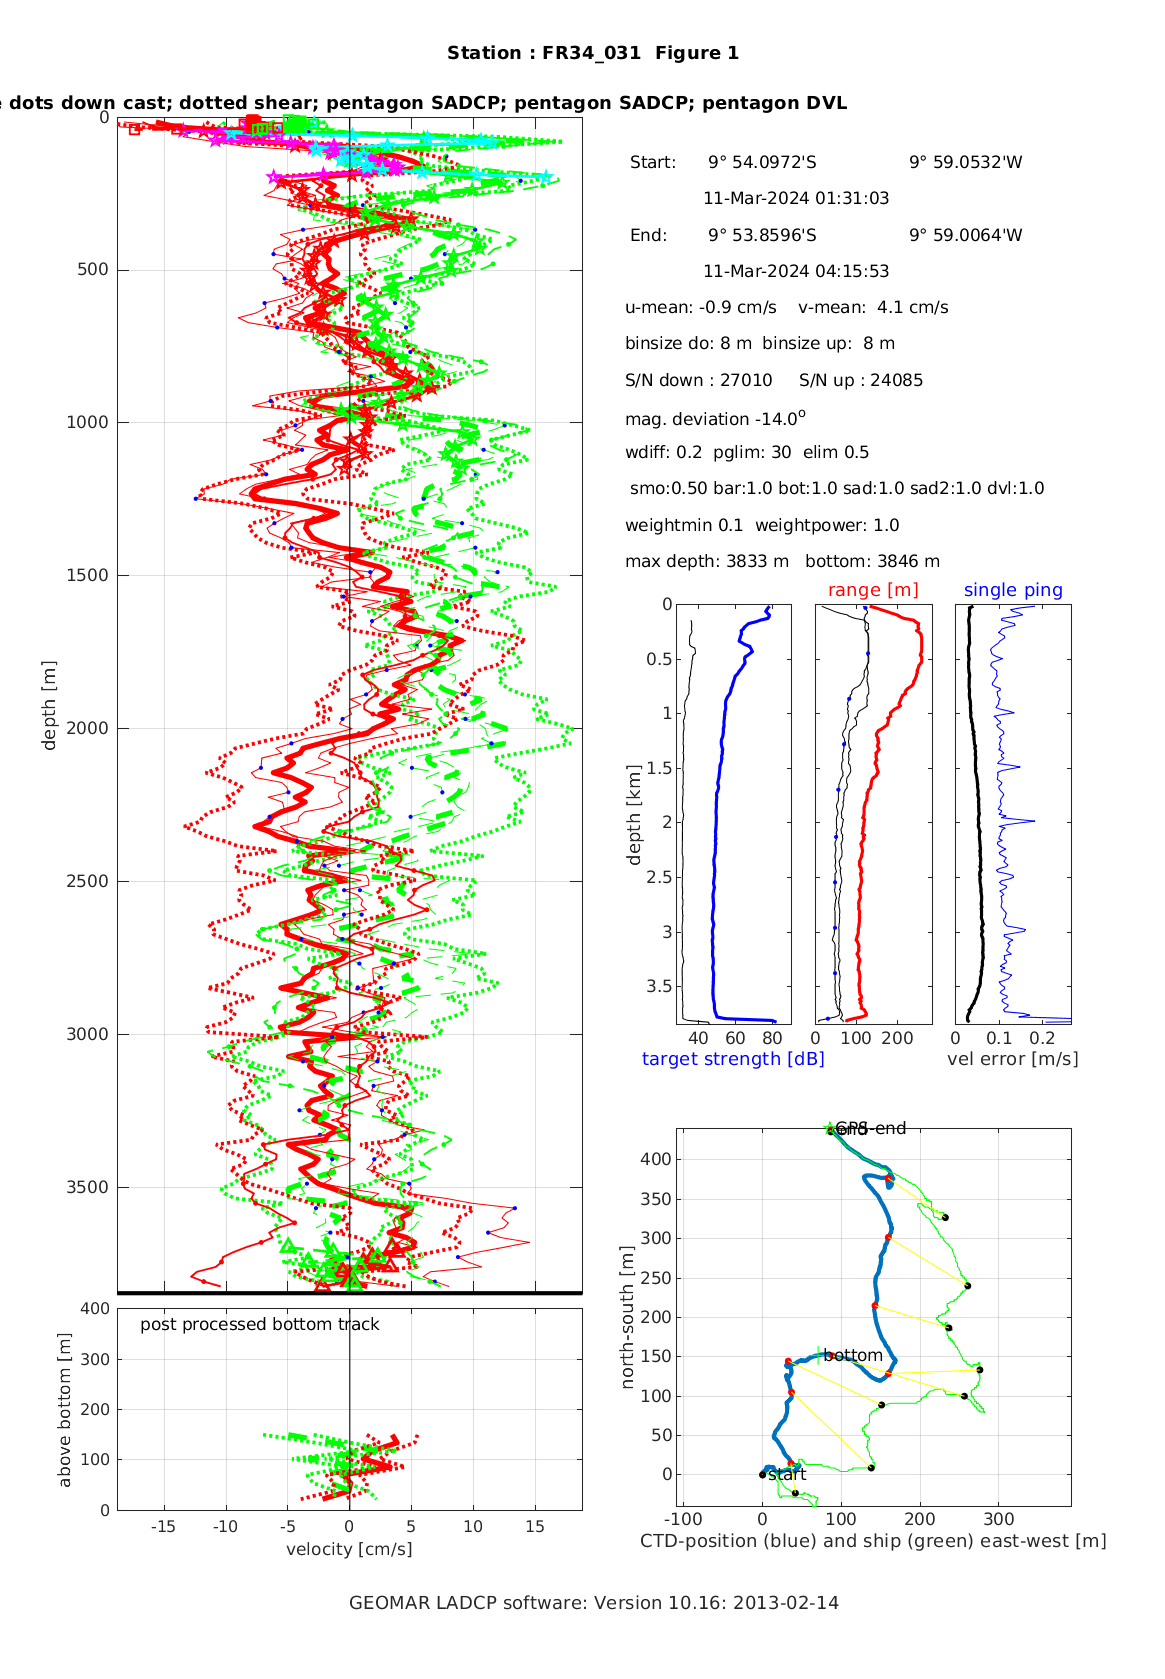 Station : FR34_031  Figure 1
dots down cast; dotted shear; pentagon SADCP; pentagon SADCP; pentagon DVL
Start: 9° 54.0972'S 9° 59.0532'W
11-Mar-2024 01:31:03
End: 9° 53.8596'S 9° 59.0064'W
11-Mar-2024 04:15:53
u-mean: -0.9 cm/s v-mean: 4.1 cm/s
binsize do: 8 m binsize up: 8 m
S/N down : 27010 S/N up : 24085
mag. deviation -14.0o
wdiff: 0.2 pglim: 30 elim 0.5
smo:0.50 bar:1.0 bot:1.0 sad:1.0 sad2:1.0 dvl:1.0
weightmin 0.1 weightpower: 1.0
max depth: 3833 m bottom: 3846 m
0
500
1000
1500
2000
2500
3000
3500
depth [m]
range [m]
single ping
0
0.5
1
1.5
2
2.5
3
3.5
depth [km]
40 60 80
target strength [dB]
0 100 200
0 0.1 0.2
vel error [m/s]
post processed bottom track
400
300
200
100
0
above bottom [m]
-15 -10 -5 0 5 10 15
velocity [cm/s]
GPS-end
end
bottom
start
400
350
300
250
200
150
100
50
0
north-south [m]
-100 0 100 200 300
CTD-position (blue) and ship (green) east-west [m]
GEOMAR LADCP software: Version 10.16: 2013-02-14